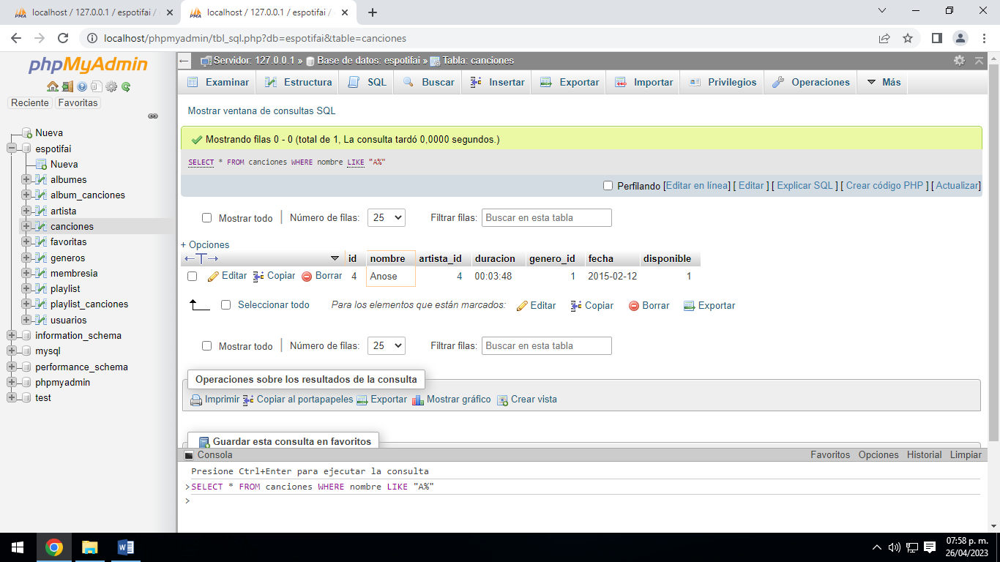 localhost / 127.0.0.1 / espotifai /
localhost / 127.0.0.1 / espotifai /
localhost/phpmyadmin/tbl_sql.php?db=espotifai&table=canciones
phpMyAdmin
Reciente Favoritas
Nueva
espotifai
Nueva
albumes
album_canciones
artista
canciones
favoritas
generos
membresia
playlist
playlist_canciones
usuarios
information_schema
mysql
performance_schema
phpmyadmin
test
Servidor: 127.0.0.1 » Base de datos: espotifai » Tabla: canciones
Examinar Estructura SQL Buscar Insertar Exportar Importar Privilegios Operaciones Más
Mostrar ventana de consultas SQL
Mostrando filas 0 - 0 (total de 1, La consulta tardó 0,0000 segundos.)
SELECT * FROM canciones WHERE nombre LIKE "A%"
Perfilando [Editar en línea] [ Editar ] [ Explicar SQL ] [ Crear código PHP ] [ Actualizar]
Mostrar todo | Número de filas: 25 Filtrar filas: Buscar en esta tabla
+ Opciones
←T→ id nombre artista_id duracion genero_id fecha disponible
Editar Copiar Borrar 4 Anose 4 00:03:48 1 2015-02-12 1
Seleccionar todo Para los elementos que están marcados: Editar Copiar Borrar Exportar
Mostrar todo | Número de filas: 25 Filtrar filas: Buscar en esta tabla
Operaciones sobre los resultados de la consulta
Imprimir Copiar al portapapeles Exportar Mostrar gráfico Crear vista
Guardar esta consulta en favoritos
Consola Favoritos Opciones Historial Limpiar
Presione Ctrl+Enter para ejecutar la consulta
>SELECT * FROM canciones WHERE nombre LIKE "A%"
>
07:58 p. m.
26/04/2023